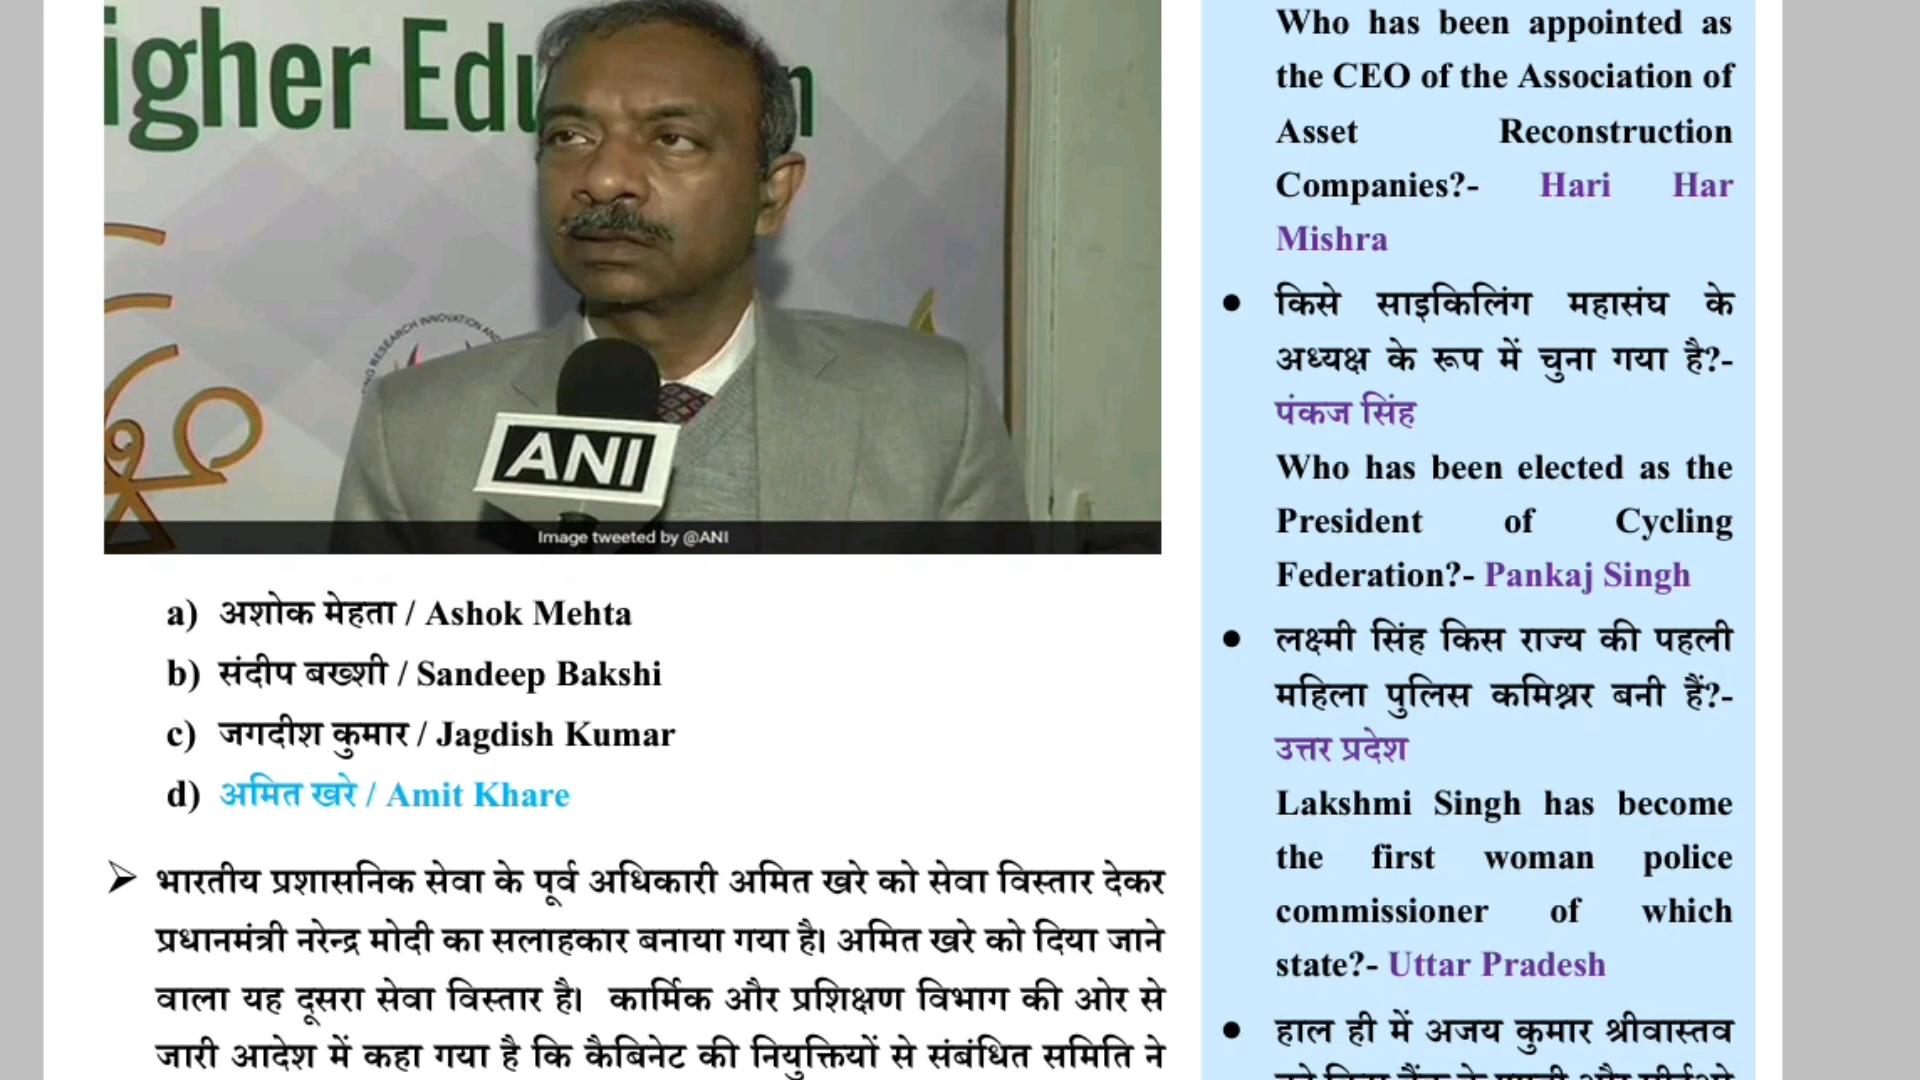 igher Edu n
ING RESEARCH INNOVATION AND
ANI
Image tweeted by @ANI
a) अशोक मेहता / Ashok Mehta
b) संदीप बख्शी / Sandeep Bakshi
c) जगदीश कुमार / Jagdish Kumar
d) अमित खरे / Amit Khare
➢ भारतीय प्रशासनिक सेवा के पूर्व अधिकारी अमित खरे को सेवा विस्तार देकर
प्रधानमंत्री नरेन्द्र मोदी का सलाहकार बनाया गया है। अमित खरे को दिया जाने
वाला यह दूसरा सेवा विस्तार है। कार्मिक और प्रशिक्षण विभाग की ओर से
जारी आदेश में कहा गया है कि कैबिनेट की नियुक्तियों से संबंधित समिति ने
Who has been appointed as
the CEO of the Association of
Asset Reconstruction
Companies?- Hari Har
Mishra
• किसे साइकिलिंग महासंघ के
अध्यक्ष के रूप में चुना गया है?-
पंकज सिंह
Who has been elected as the
President of Cycling
Federation?- Pankaj Singh
• लक्ष्मी सिंह किस राज्य की पहली
महिला पुलिस कमिश्नर बनी हैं?-
उत्तर प्रदेश
Lakshmi Singh has become
the first woman police
commissioner of which
state?- Uttar Pradesh
• हाल ही में अजय कुमार श्रीवास्तव